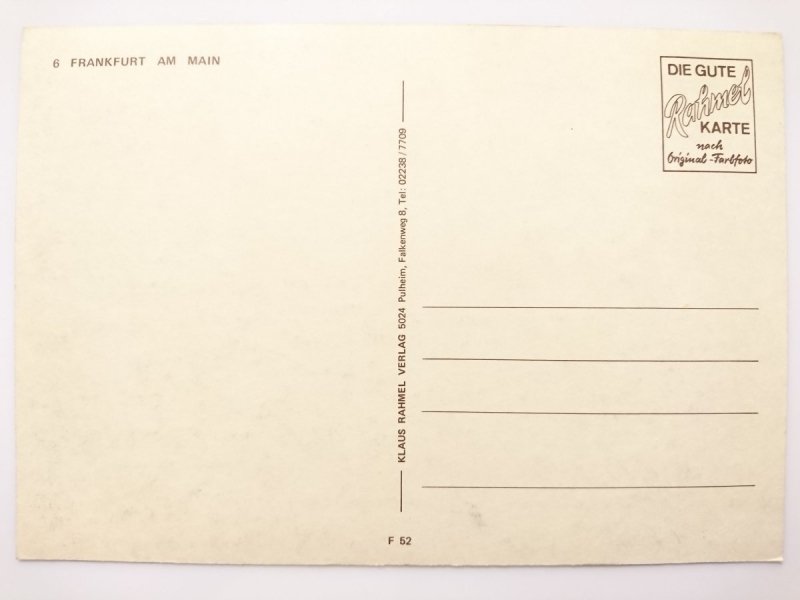 6 FRANKFURT AM MAIN
DIE GUTE
Rahmel
KARTE
nach
Original-Farbfoto
KLAUS RAHMEL VERLAG 5024 Pulheim, Falkenweg 8, Tel: 02238/7709
F 52